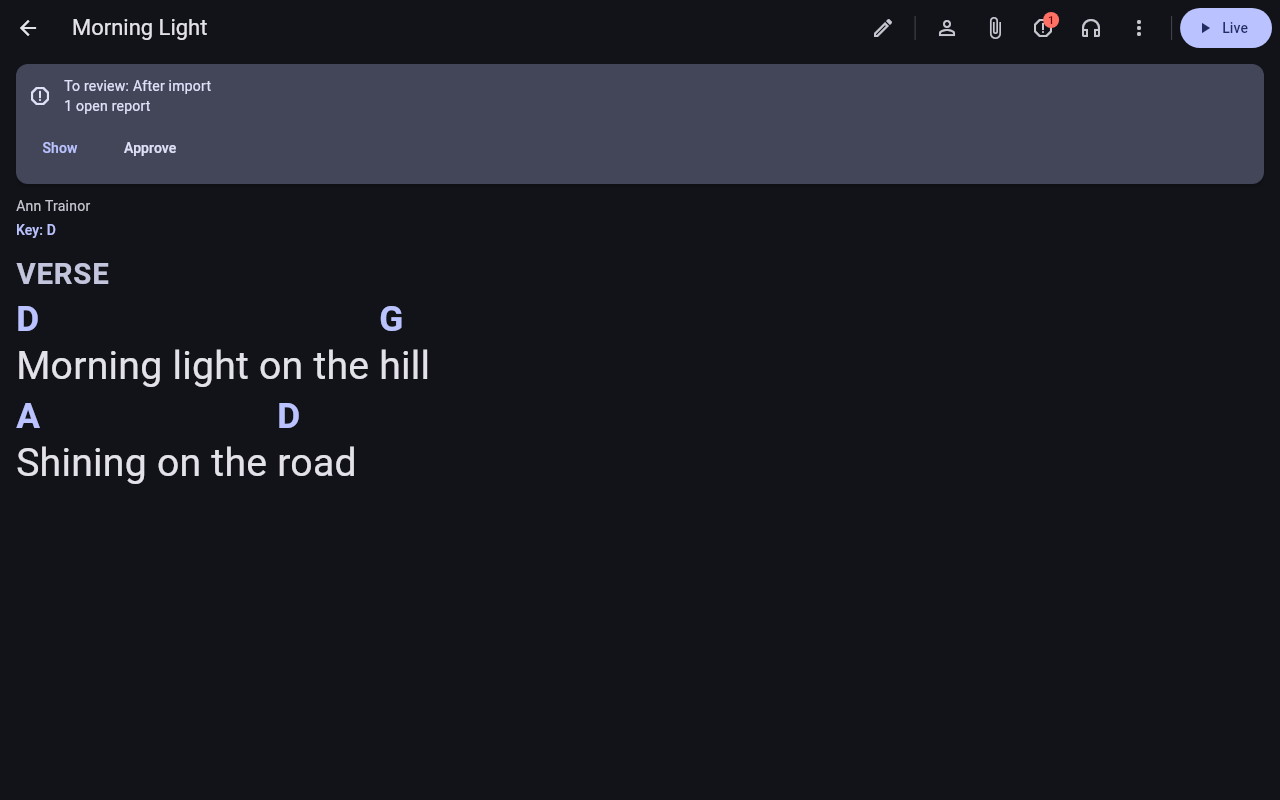 Morning Light
1
Live
To review: After import
1 open report
Show Approve
Ann Trainor
Key: D
VERSE
D G
Morning light on the hill
A D
Shining on the road